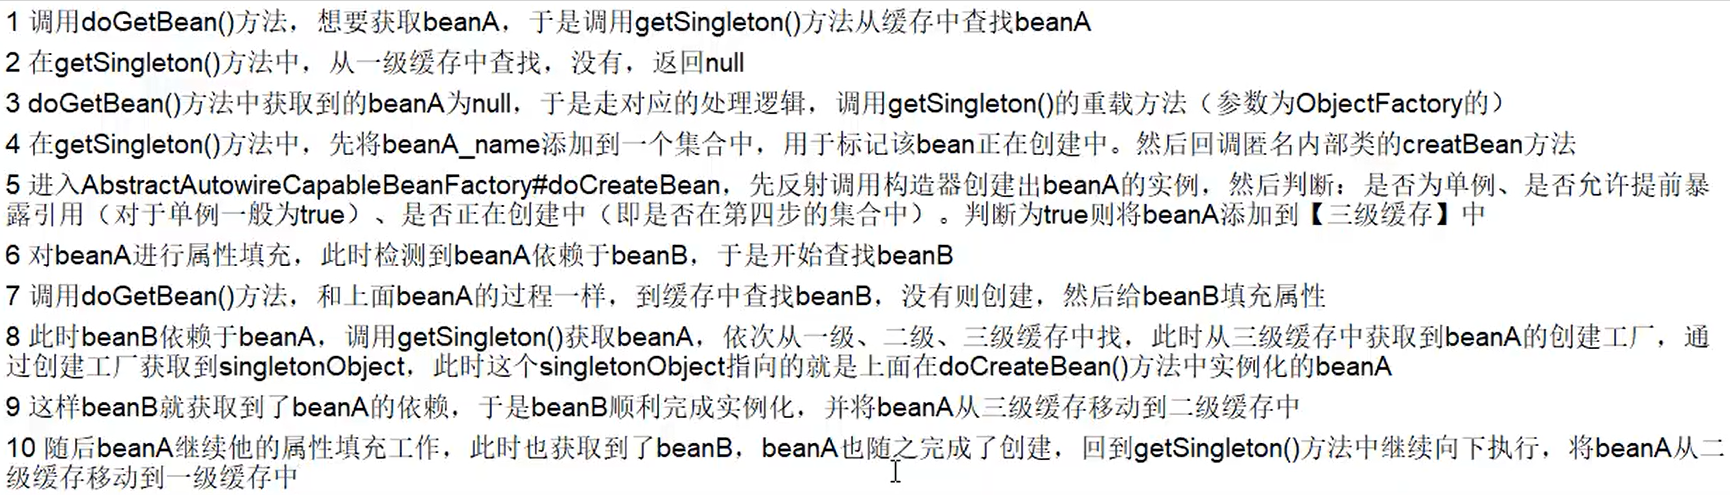 1 调用doGetBean()方法，想要获取beanA，于是调用getSingleton()方法从缓存中查找beanA
2 在getSingleton()方法中，从一级缓存中查找，没有，返回null
3 doGetBean()方法中获取到的beanA为null，于是走对应的处理逻辑，调用getSingleton()的重载方法（参数为ObjectFactory的）
4 在getSingleton()方法中，先将beanA_name添加到一个集合中，用于标记该bean正在创建中。然后回调匿名内部类的creatBean方法
5 进入AbstractAutowireCapableBeanFactory#doCreateBean，先反射调用构造器创建出beanA的实例，然后判断：是否为单例、是否允许提前暴
露引用（对于单例一般为true）、是否正在创建中（即是否在第四步的集合中）。判断为true则将beanA添加到【三级缓存】中
6 对beanA进行属性填充，此时检测到beanA依赖于beanB，于是开始查找beanB
7 调用doGetBean()方法，和上面beanA的过程一样，到缓存中查找beanB，没有则创建，然后给beanB填充属性
8 此时beanB依赖于beanA，调用getSingleton()获取beanA，依次从一级、二级、三级缓存中找，此时从三级缓存中获取到beanA的创建工厂，通
过创建工厂获取到singletonObject，此时这个singletonObject指向的就是上面在doCreateBean()方法中实例化的beanA
9 这样beanB就获取到了beanA的依赖，于是beanB顺利完成实例化，并将beanA从三级缓存移动到二级缓存中
10 随后beanA继续他的属性填充工作，此时也获取到了beanB，beanA也随之完成了创建，回到getSingleton()方法中继续向下执行，将beanA从二
级缓存移动到一级缓存中